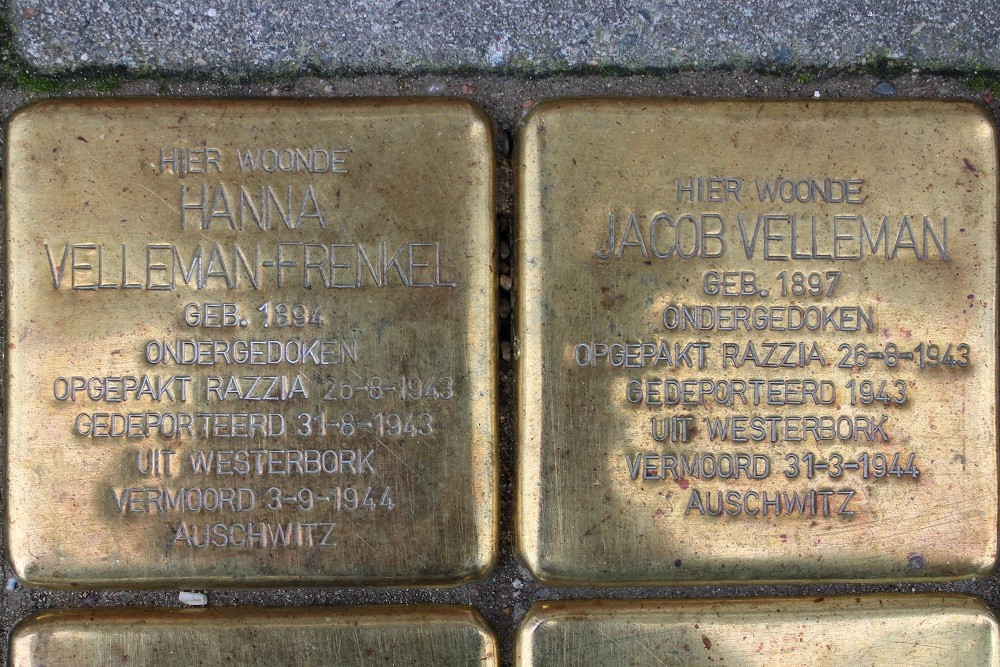 HIER WOONDE
HANNA
VELLEMAN-FRENKEL
GEB. 1894
ONDERGEDOKEN
OPGEPAKT RAZZIA 26-8-1943
GEDEPORTEERD 31-8-1943
UIT WESTERBORK
VERMOORD 3-9-1944
AUSCHWITZ
HIER WOONDE
JACOB VELLEMAN
GEB. 1897
ONDERGEDOKEN
OPGEPAKT RAZZIA 26-8-1943
GEDEPORTEERD 1943
UIT WESTERBORK
VERMOORD 31-3-1944
AUSCHWITZ